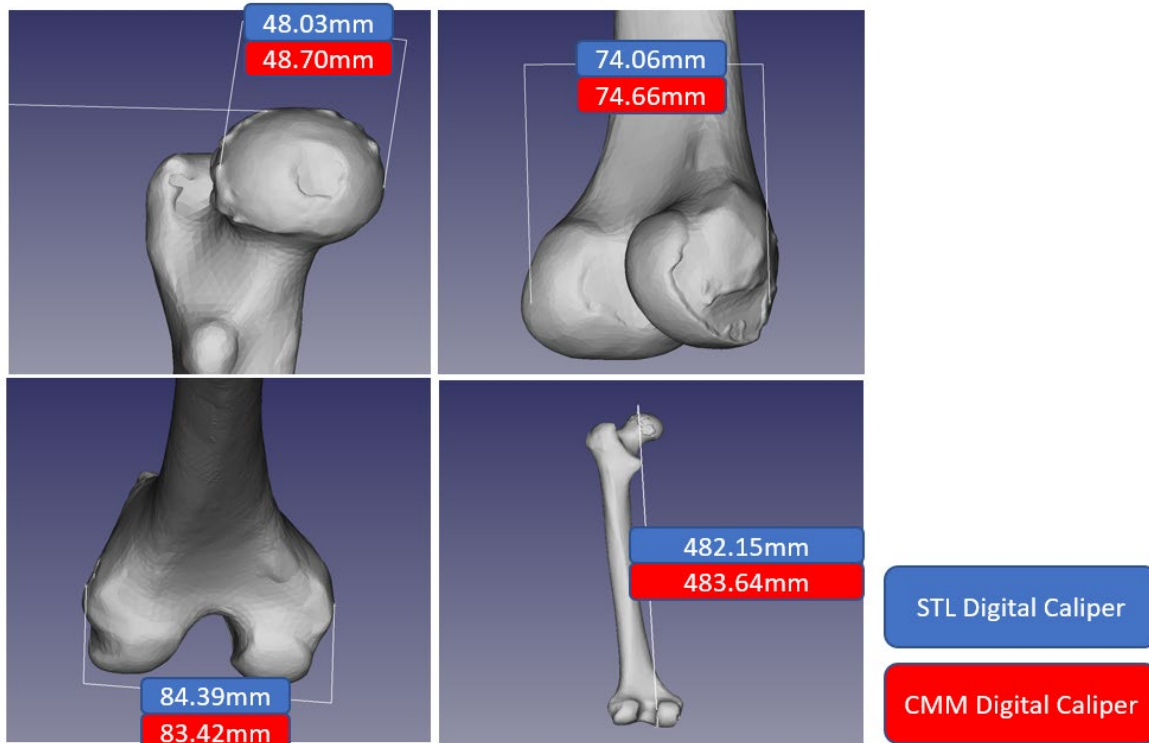 48.03mm
48.70mm
74.06mm
74.66mm
84.39mm
83.42mm
482.15mm
483.64mm
STL Digital Caliper
CMM Digital Caliper